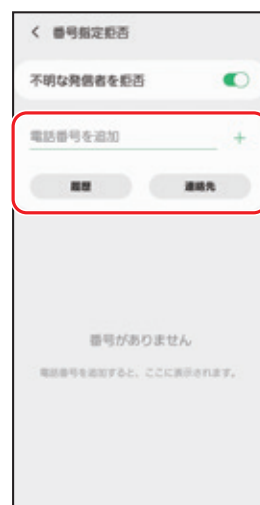 番号指定拒否
不明な発信者を拒否
電話番号を追加
履歴 連絡先
番号がありません
電話番号を追加すると、ここに表示されます。